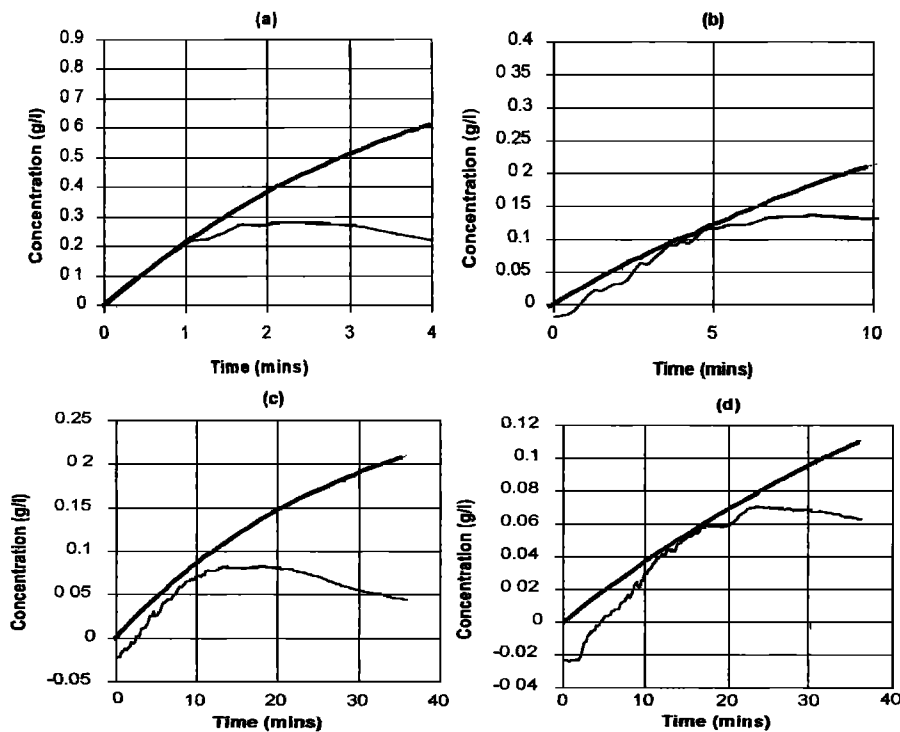 (a)
0.9
0.8
0.7
0 6
0.5
0.4
0.3
0.2
0 1
0
0 1 2 3 4
Concentration (g/l)
Time (mins)
(b)
0.4
0.35
0.3
0.25
0.2
0.15
0.1
0.05
0
0 5 10
Concentration (g/l)
Time (mins)
(c)
0.25
0.2
0.15
0.1
0 05
0
-0.05
0 10 20 30 40
Concentration (g/l)
Time (mins)
(d)
0.12
0.1
0.08
0.06
0 04
0 02
0
-0.02
-0 04
0 10 20 30 40
Concentration (g/l)
Time (mins)